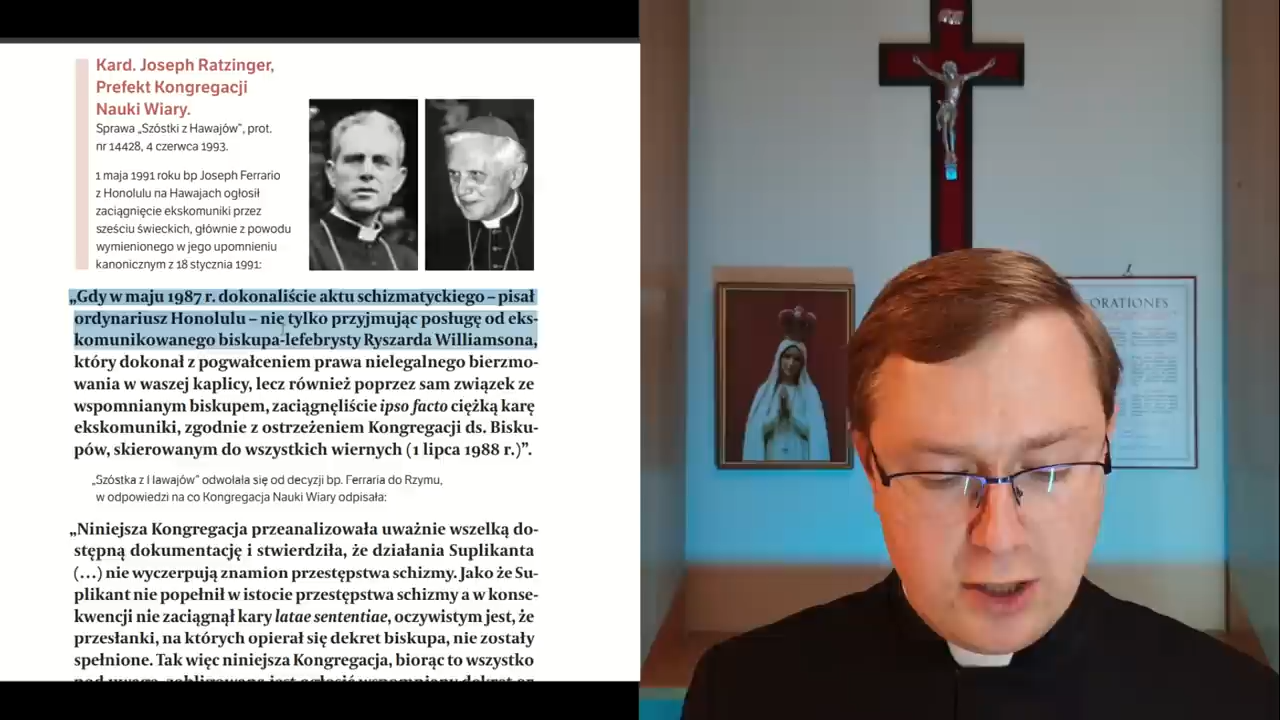 Kard. Joseph Ratzinger,
Prefekt Kongregacji
Nauki Wiary.
Sprawa „Szóstki z Hawajów”, prot.
nr 14428, 4 czerwca 1993.
1 maja 1991 roku bp Joseph Ferrario
z Honolulu na Hawajach ogłosił
zaciągnięcie ekskomuniki przez
sześciu świeckich, głównie z powodu
wymienionego w jego upomnieniu
kanonicznym z 18 stycznia 1991:
„Gdy w maju 1987 r. dokonaliście aktu schizmatyckiego – pisał
ordynariusz Honolulu – nie tylko przyjmując posługę od eks-
komunikowanego biskupa-lefebrysty Ryszarda Williamsona,
który dokonał z pogwałceniem prawa nielegalnego bierzmo-
wania w waszej kaplicy, lecz również poprzez sam związek ze
wspomnianym biskupem, zaciągnęliście ipso facto ciężką karę
ekskomuniki, zgodnie z ostrzeżeniem Kongregacji ds. Bisku-
pów, skierowanym do wszystkich wiernych (1 lipca 1988 r.)”.
„Szóstka z Hawajów” odwołała się od decyzji bp. Ferraria do Rzymu,
w odpowiedzi na co Kongregacja Nauki Wiary odpisała:
„Niniejsza Kongregacja przeanalizowała uważnie wszelką do-
stępną dokumentację i stwierdziła, że działania Suplikanta
(…) nie wyczerpują znamion przestępstwa schizmy. Jako że Su-
plikant nie popełnił w istocie przestępstwa schizmy a w konse-
kwencji nie zaciągnął kary latae sententiae, oczywistym jest, że
przesłanki, na których opierał się dekret biskupa, nie zostały
spełnione. Tak więc niniejsza Kongregacja, biorąc to wszystko
ORATIONES